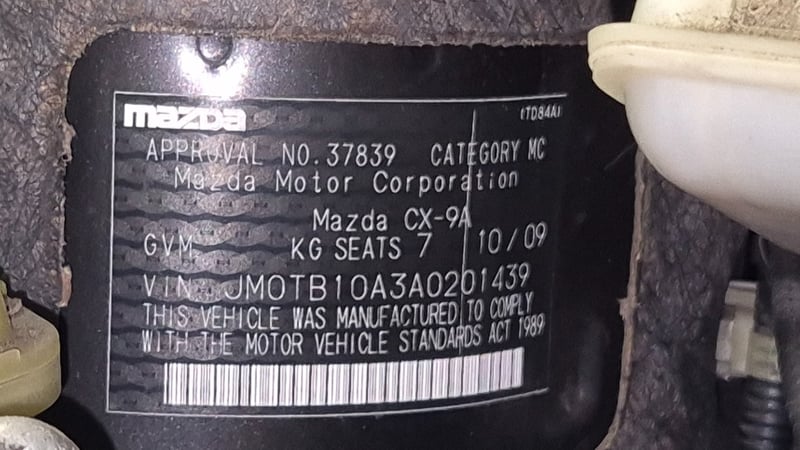 mazda
1TD84A1
APPROVAL NO.37839 CATEGORY MC
Mazda Motor Corporation
Mazda CX-9A
GVM KG SEATS 7 10/09
VIN JM0TB10A3A0201439
THIS VEHICLE WAS MANUFACTURED TO COMPLY
WITH THE MOTOR VEHICLE STANDARDS ACT 1989